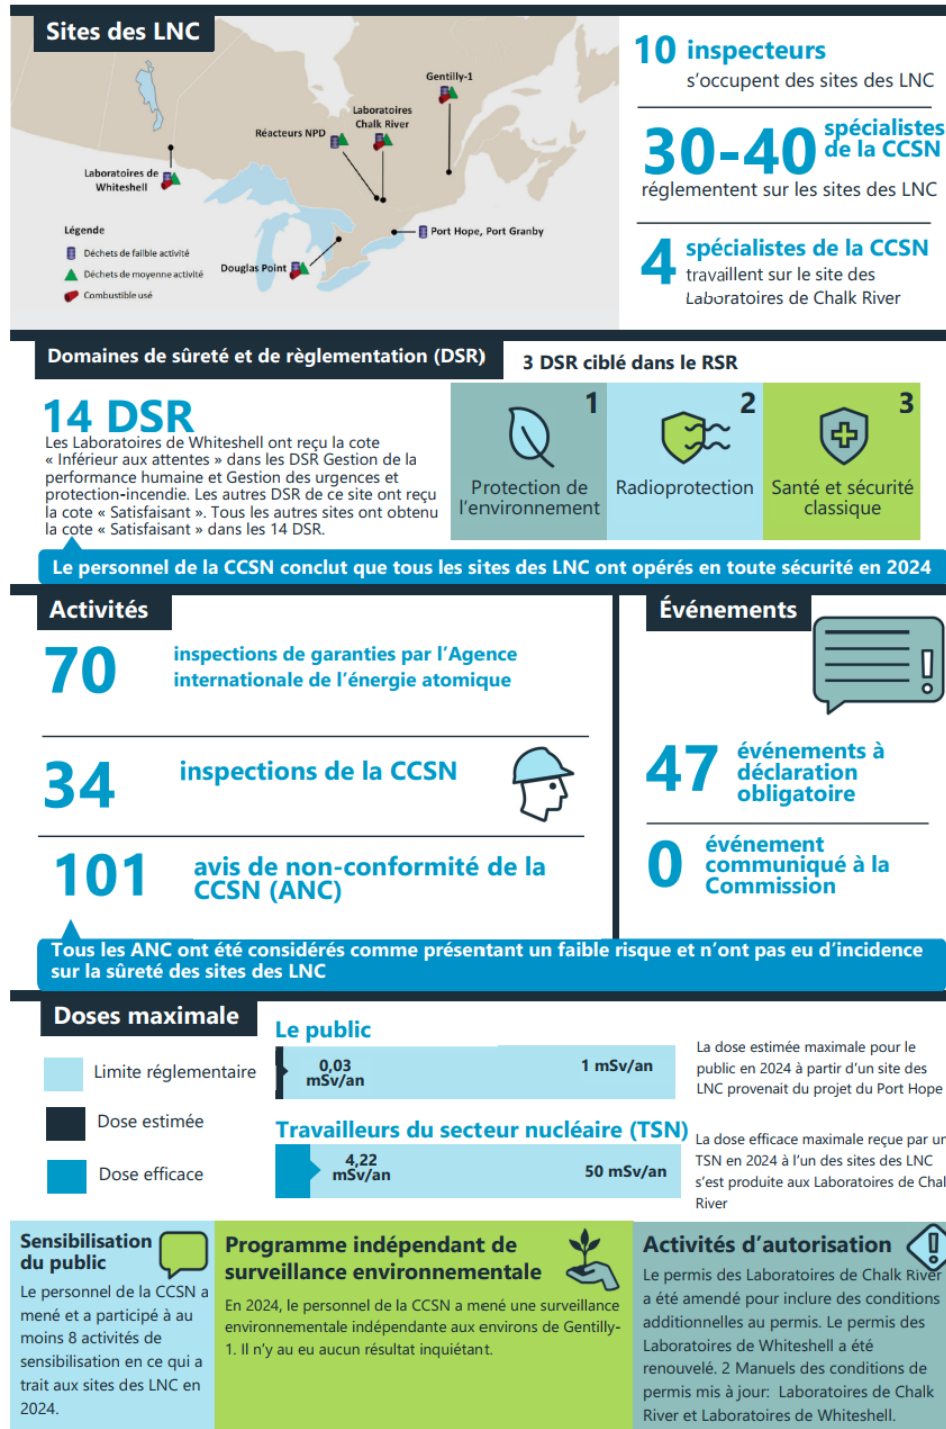 Sites des LNC
Gentilly-1
Laboratoires
Chalk River
Réacteurs NPD
Laboratoires de
Whiteshell
Légende
Déchets de faible activité
Déchets de moyenne activité
Combustible usé
Port Hope, Port Granby
Douglas Point
10 inspecteurs
s'occupent des sites des LNC
30-40 spécialistes
de la CCSN
réglementent sur les sites des LNC
4 spécialistes de la CCSN
travaillent sur le site des
Laboratoires de Chalk River
Domaines de sûreté et de règlementation (DSR)
3 DSR ciblé dans le RSR
14 DSR
Les Laboratoires de Whiteshell ont reçu la cote
« Inférieur aux attentes » dans les DSR Gestion de la
performance humaine et Gestion des urgences et
protection-incendie. Les autres DSR de ce site ont reçu
la cote « Satisfaisant ». Tous les autres sites ont obtenu
la cote « Satisfaisant » dans les 14 DSR.
1
Protection de
l'environnement
2
Radioprotection
3
Santé et sécurité
classique
Le personnel de la CCSN conclut que tous les sites des LNC ont opérés en toute sécurité en 2024
Activités
70
inspections de garanties par l'Agence
internationale de l'énergie atomique
34
inspections de la CCSN
101
avis de non-conformité de la
CCSN (ANC)
Événements
47
événements à
déclaration
obligatoire
0
événement
communiqué à la
Commission
Tous les ANC ont été considérés comme présentant un faible risque et n'ont pas eu d'incidence
sur la sûreté des sites des LNC
Doses maximale
Limite réglementaire
Dose estimée
Dose efficace
Le public
0,03
mSv/an
1 mSv/an
La dose estimée maximale pour le
public en 2024 à partir d'un site des
LNC provenait du projet du Port Hope
Travailleurs du secteur nucléaire (TSN)
4,22
mSv/an
50 mSv/an
La dose efficace maximale reçue par un
TSN en 2024 à l'un des sites des LNC
s'est produite aux Laboratoires de Chal
River
Sensibilisation
du public
Le personnel de la CCSN a
mené et a participé à au
moins 8 activités de
sensibilisation en ce qui a
trait aux sites des LNC en
2024.
Programme indépendant de
surveillance environnementale
En 2024, le personnel de la CCSN a mené une surveillance
environnementale indépendante aux environs de Gentilly-
1. Il n'y au eu aucun résultat inquiétant.
Activités d'autorisation
Le permis des Laboratoires de Chalk River
a été amendé pour inclure des conditions
additionnelles au permis. Le permis des
Laboratoires de Whiteshell a été
renouvelé. 2 Manuels des conditions de
permis mis à jour: Laboratoires de Chalk
River et Laboratoires de Whiteshell.